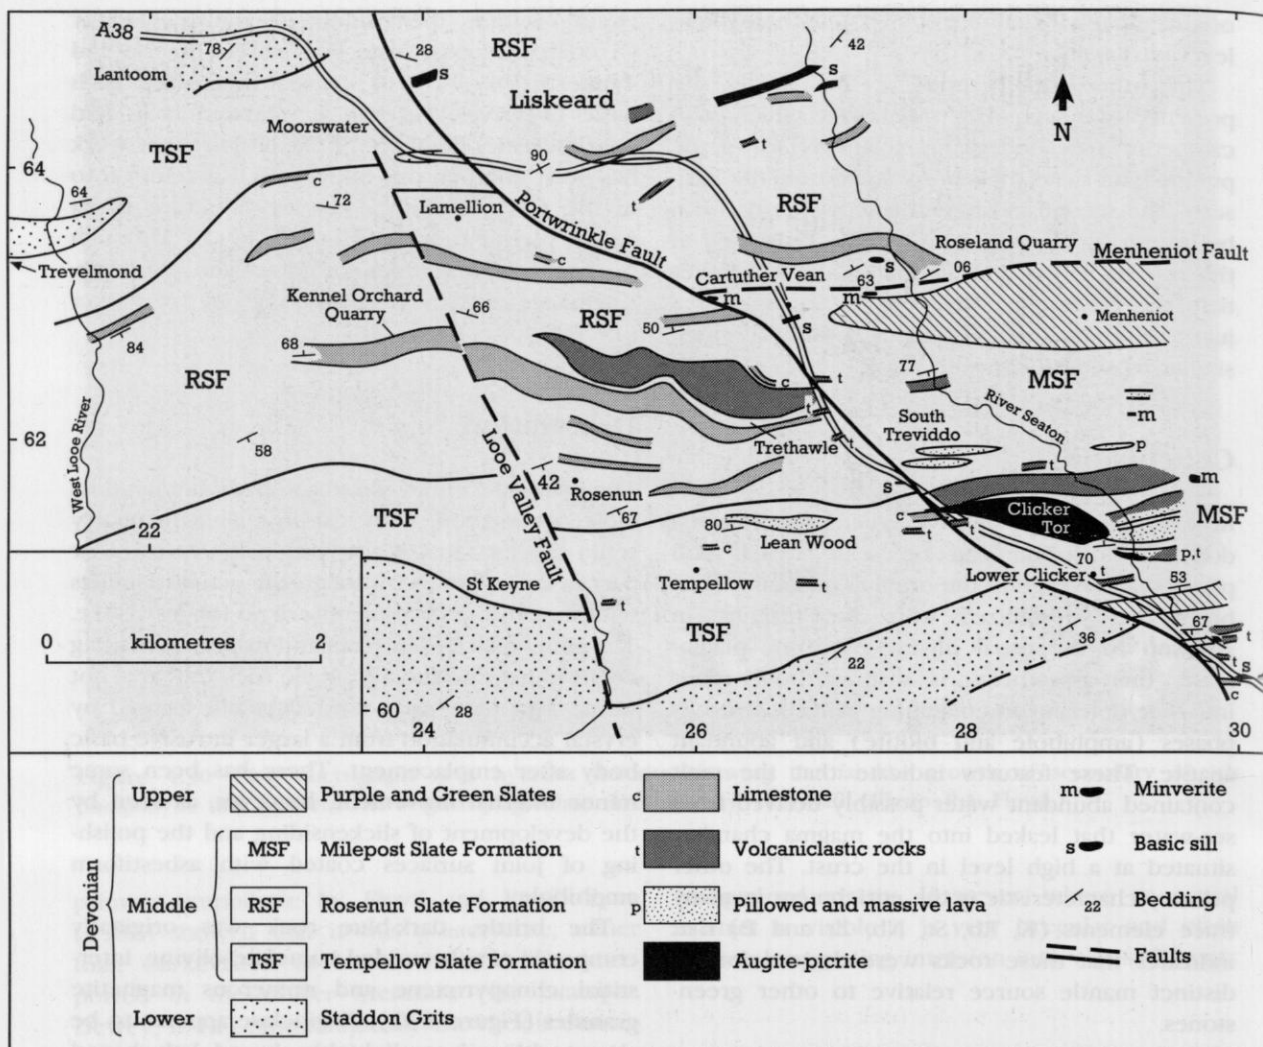 A38
78
Lantoom
28
s
RSF
Liskeard
42
s
N
Moorswater
TSF
64
64
c
72
90
Lamellion
t
t
RSF
Portwrinkle Fault
Trevelmond
c
Roseland Quarry
Menheniot Fault
Cartuther Vean
s
63
06
m
m
Kennel Orchard
Quarry
66
RSF
50
s
Menheniot
84
68
RSF
77
MSF
c
t
t
m
River Seaton
South
Treviddo
62
West Looe River
58
Looe Valley Fault
Trethawle
t
p
t
42
Rosenun
s
m
TSF
67
80
Lean Wood
Clicker
Tor
MSF
22
t
t
c
70
p,t
St Keyne
Tempellow
t
Lower Clicker
t
53
t
0 kilometres 2
TSF
36
67
t
22
t
s
c
60
28
24
26
28
30
Devonian
Upper
Purple and Green Slates
Middle
MSF
Milepost Slate Formation
RSF
Rosenun Slate Formation
TSF
Tempellow Slate Formation
Lower
Staddon Grits
c
Limestone
t
Volcaniclastic rocks
p
Pillowed and massive lavas
Augite-picrite
m
Minverite
s
Basic sill
22
Bedding
Faults